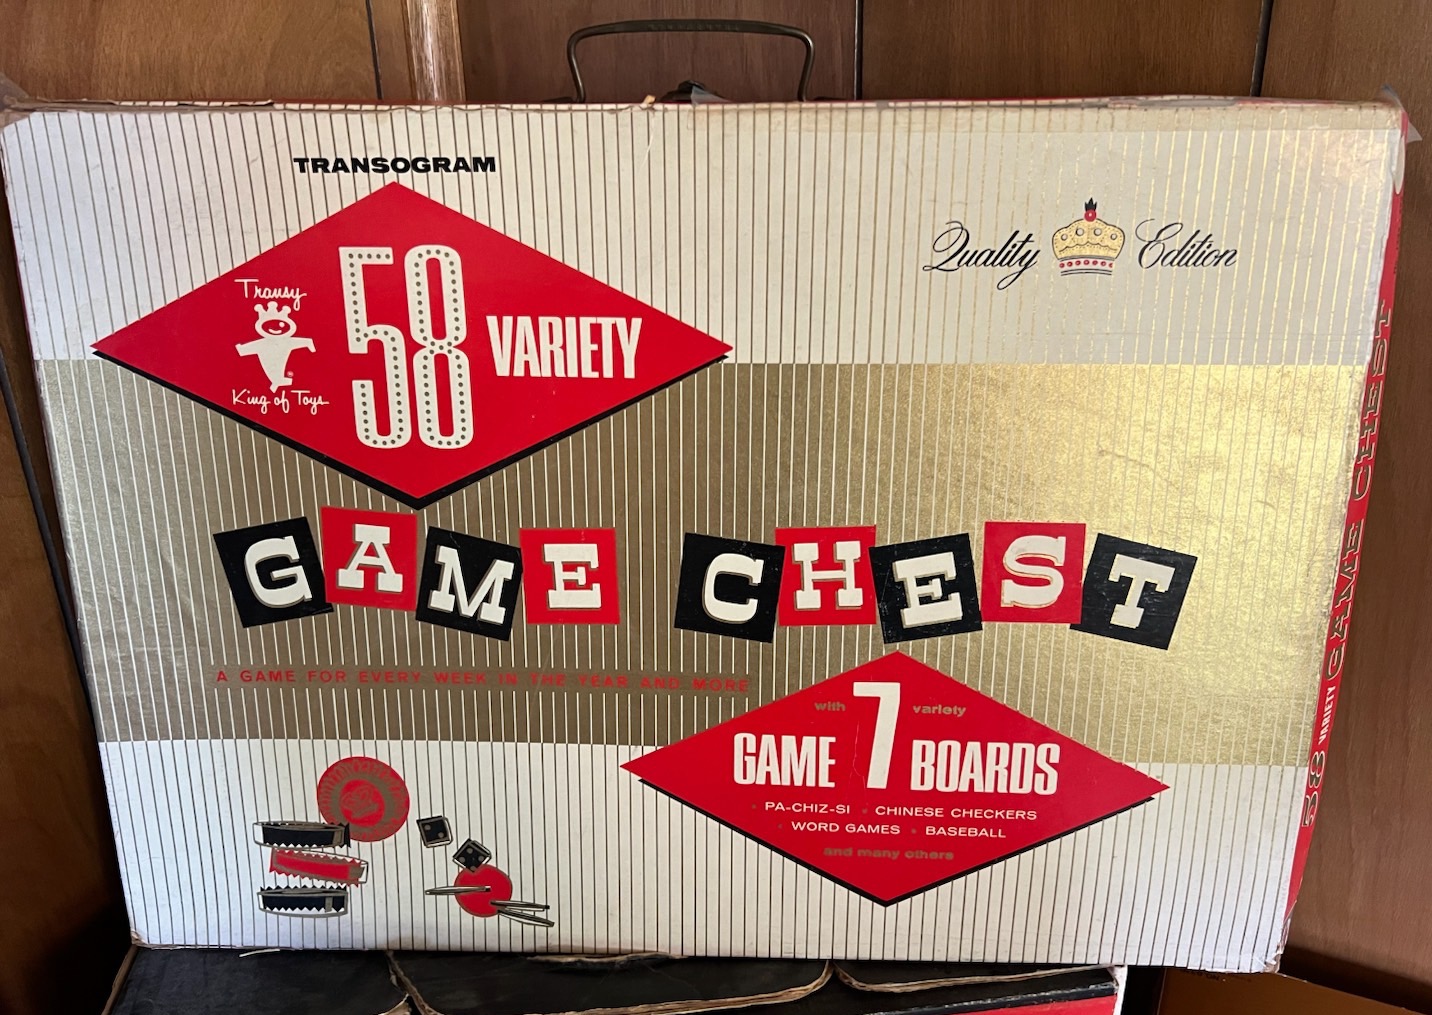 TRANSOGRAM
Transy
58 VARIETY
King of Toys
Quality Edition
GAME CHEST
A GAME FOR EVERY WEEK IN THE YEAR AND MORE
with 7 variety
GAME BOARDS
• PA-CHIZ-SI • CHINESE CHECKERS
• WORD GAMES • BASEBALL
and many others
58 VARIETY GAME CHEST